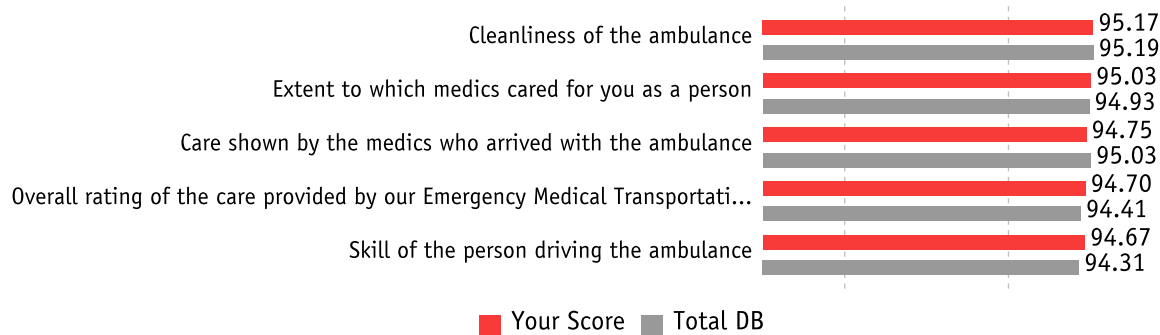 Cleanliness of the ambulance
95.17
95.19
Extent to which medics cared for you as a person
95.03
94.93
Care shown by the medics who arrived with the ambulance
94.75
95.03
Overall rating of the care provided by our Emergency Medical Transportati...
94.70
94.41
Skill of the person driving the ambulance
94.67
94.31
Your Score Total DB